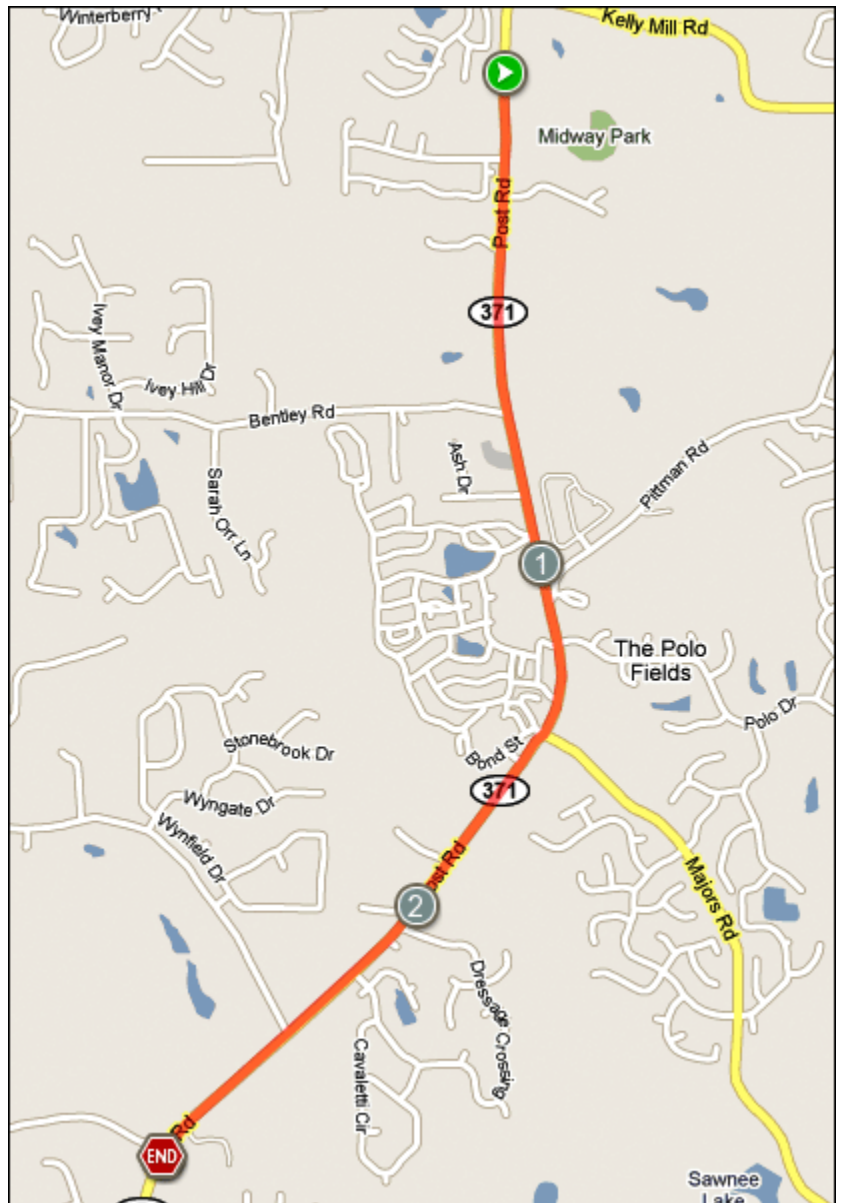 Winterberry
Kelly Mill Rd
Midway Park
Post Rd
371
Ivey Manor Dr
Ivey Hill Dr
Bentley Rd
Ash Dr
Pittman Rd
Sarah Orr Ln
1
The Polo
Fields
Polo Dr
Stonebrook Dr
Bond St
371
Wyngate Dr
Wynfield Dr
ost Rd
Majors Rd
2
Dressage Crossing
Cavaletti Cir
Rd
END
Sawnee
Lake